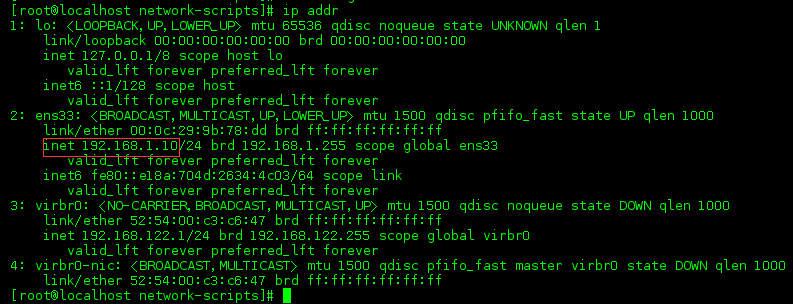 [root@localhost network-scripts]# ip addr
1: lo: <LOOPBACK,UP,LOWER_UP> mtu 65536 qdisc noqueue state UNKNOWN qlen 1
link/loopback 00:00:00:00:00:00 brd 00:00:00:00:00:00
inet 127.0.0.1/8 scope host lo
valid_lft forever preferred_lft forever
inet6 ::1/128 scope host
valid_lft forever preferred_lft forever
2: ens33: <BROADCAST,MULTICAST,UP,LOWER_UP> mtu 1500 qdisc pfifo_fast state UP qlen 1000
link/ether 00:0c:29:9b:78:dd brd ff:ff:ff:ff:ff:ff
inet 192.168.1.10/24 brd 192.168.1.255 scope global ens33
valid_lft forever preferred_lft forever
inet6 fe80::e18a:704d:2634:4c03/64 scope link
valid_lft forever preferred_lft forever
3: virbr0: <NO-CARRIER,BROADCAST,MULTICAST,UP> mtu 1500 qdisc noqueue state DOWN qlen 1000
link/ether 52:54:00:c3:c6:47 brd ff:ff:ff:ff:ff:ff
inet 192.168.122.1/24 brd 192.168.122.255 scope global virbr0
valid_lft forever preferred_lft forever
4: virbr0-nic: <BROADCAST,MULTICAST> mtu 1500 qdisc pfifo_fast master virbr0 state DOWN qlen 1000
link/ether 52:54:00:c3:c6:47 brd ff:ff:ff:ff:ff:ff
[root@localhost network-scripts]#